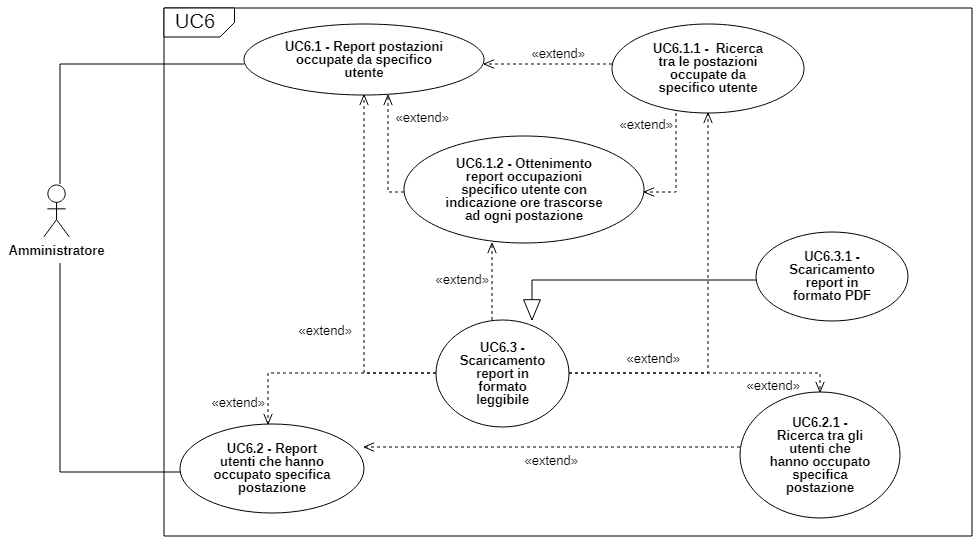 UC6
UC6.1 - Report postazioni
occupate da specifico
utente
«extend»
UC6.1.1 - Ricerca
tra le postazioni
occupate da
specifico utente
«extend»
«extend»
UC6.1.2 - Ottenimento
report occupazioni
specifico utente con
indicazione ore trascorse
ad ogni postazione
Amministratore
UC6.3.1 -
Scaricamento
report in
formato PDF
«extend»
«extend»
UC6.3 -
Scaricamento
report in
formato
leggibile
«extend»
«extend»
«extend»
UC6.2 - Report
utenti che hanno
occupato specifica
postazione
«extend»
UC6.2.1 -
Ricerca tra gli
utenti che
hanno occupato
specifica
postazione